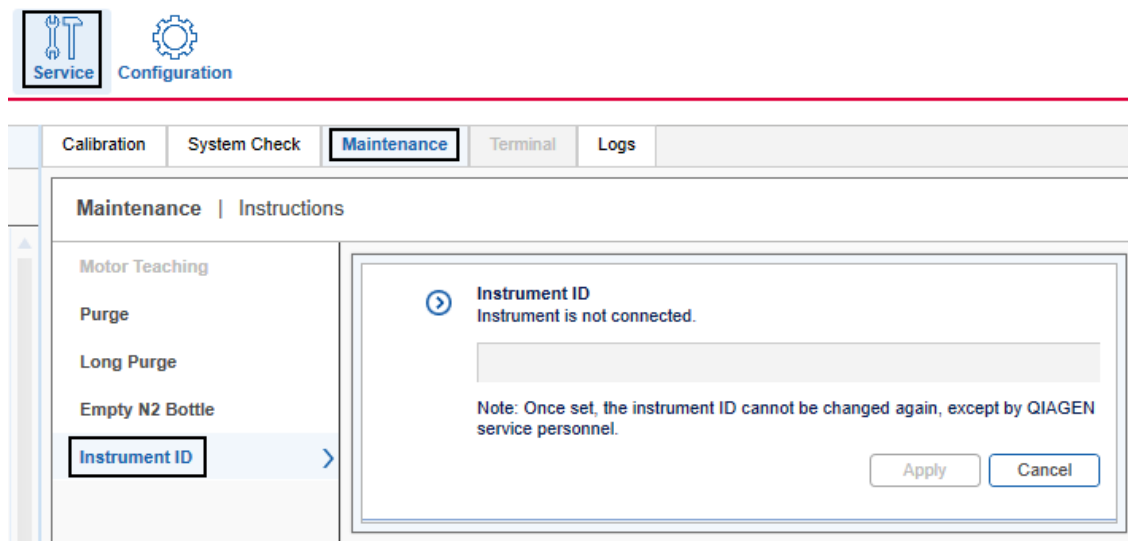 Service Configuration
Calibration System Check Maintenance Terminal Logs
Maintenance | Instructions
Motor Teaching
Purge
Long Purge
Empty N2 Bottle
Instrument ID
Instrument ID
Instrument is not connected.
Note: Once set, the instrument ID cannot be changed again, except by QIAGEN
service personnel.
Apply Cancel